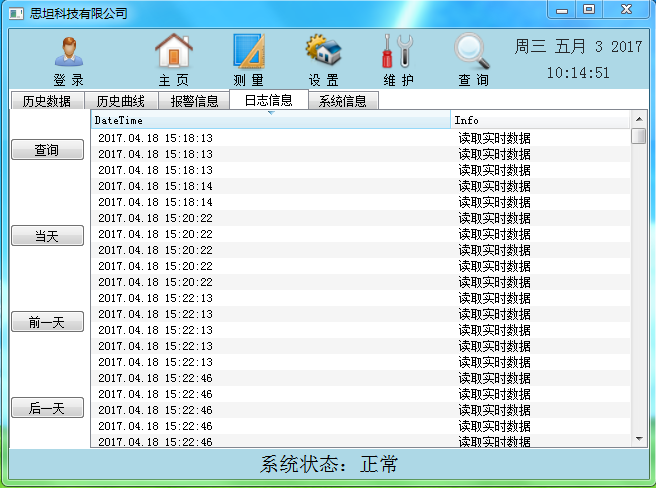 思坦科技有限公司
周三 五月 3 2017
10:14:51
登 录 主 页 测 量 设 置 维 护 查 询
历史数据 历史曲线 报警信息 日志信息 系统信息
DateTime Info
2017.04.18 15:18:13 读取实时数据
2017.04.18 15:18:13 读取实时数据
2017.04.18 15:18:13 读取实时数据
2017.04.18 15:18:14 读取实时数据
2017.04.18 15:18:14 读取实时数据
2017.04.18 15:20:22 读取实时数据
2017.04.18 15:20:22 读取实时数据
2017.04.18 15:20:22 读取实时数据
2017.04.18 15:20:22 读取实时数据
2017.04.18 15:20:22 读取实时数据
2017.04.18 15:22:13 读取实时数据
2017.04.18 15:22:13 读取实时数据
2017.04.18 15:22:13 读取实时数据
2017.04.18 15:22:13 读取实时数据
2017.04.18 15:22:13 读取实时数据
2017.04.18 15:22:46 读取实时数据
2017.04.18 15:22:46 读取实时数据
2017.04.18 15:22:46 读取实时数据
2017.04.18 15:22:46 读取实时数据
2017.04.18 15:22:46 读取实时数据
查询
当天
前一天
后一天
系统状态：正常